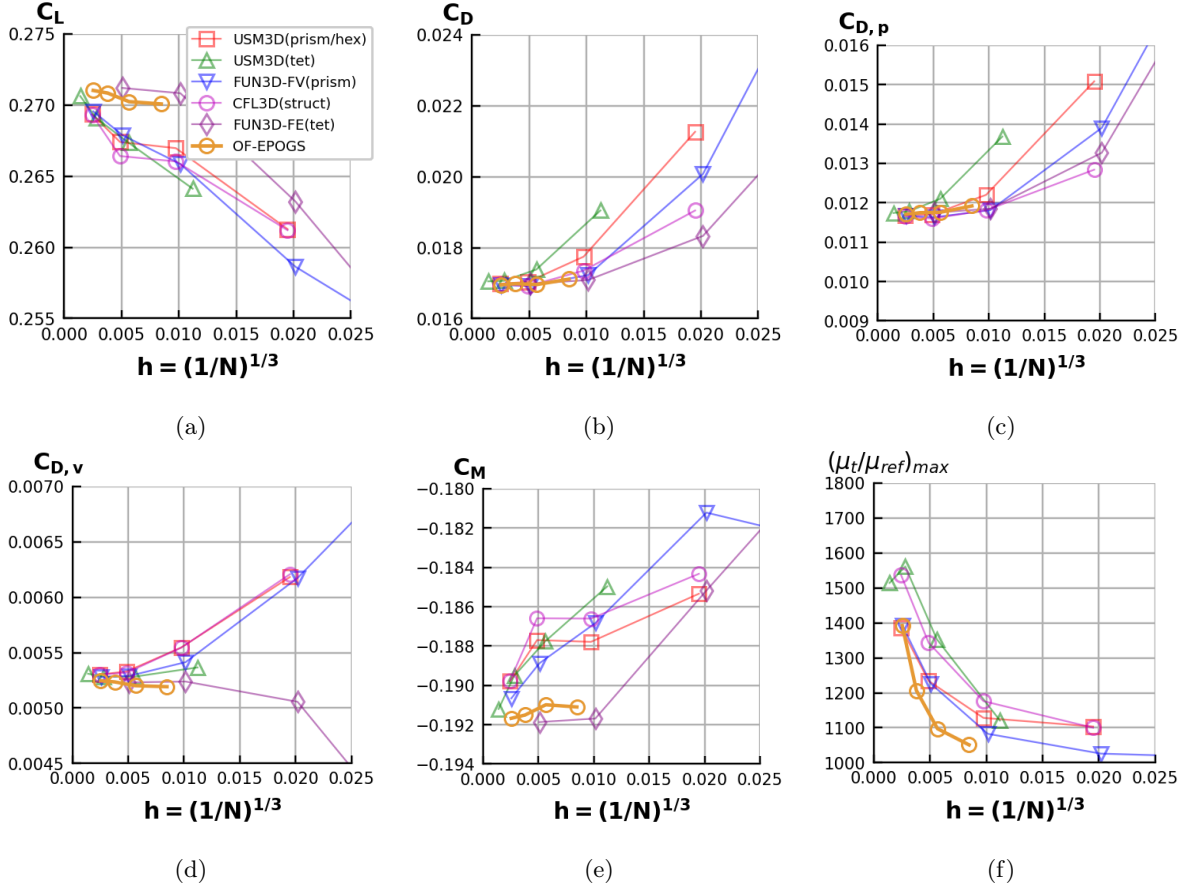 C_L
0.275
0.270
0.265
0.260
0.255
0.000 0.005 0.010 0.015 0.020 0.025
h = (1/N)^{1/3}
USM3D(prism/hex)
USM3D(tet)
FUN3D-FV(prism)
CFL3D(struct)
FUN3D-FE(tet)
OF-EPOGS
(a)
C_D
0.024
0.022
0.020
0.018
0.016
0.000 0.005 0.010 0.015 0.020 0.025
h = (1/N)^{1/3}
(b)
C_{D,p}
0.016
0.015
0.014
0.013
0.012
0.011
0.010
0.009
0.000 0.005 0.010 0.015 0.020 0.025
h = (1/N)^{1/3}
(c)
C_{D,v}
0.0070
0.0065
0.0060
0.0055
0.0050
0.0045
0.000 0.005 0.010 0.015 0.020 0.025
h = (1/N)^{1/3}
(d)
C_M
−0.180
−0.182
−0.184
−0.186
−0.188
−0.190
−0.192
−0.194
0.000 0.005 0.010 0.015 0.020 0.025
h = (1/N)^{1/3}
(e)
(μ_t/μ_{ref})_{max}
1800
1700
1600
1500
1400
1300
1200
1100
1000
0.000 0.005 0.010 0.015 0.020 0.025
h = (1/N)^{1/3}
(f)